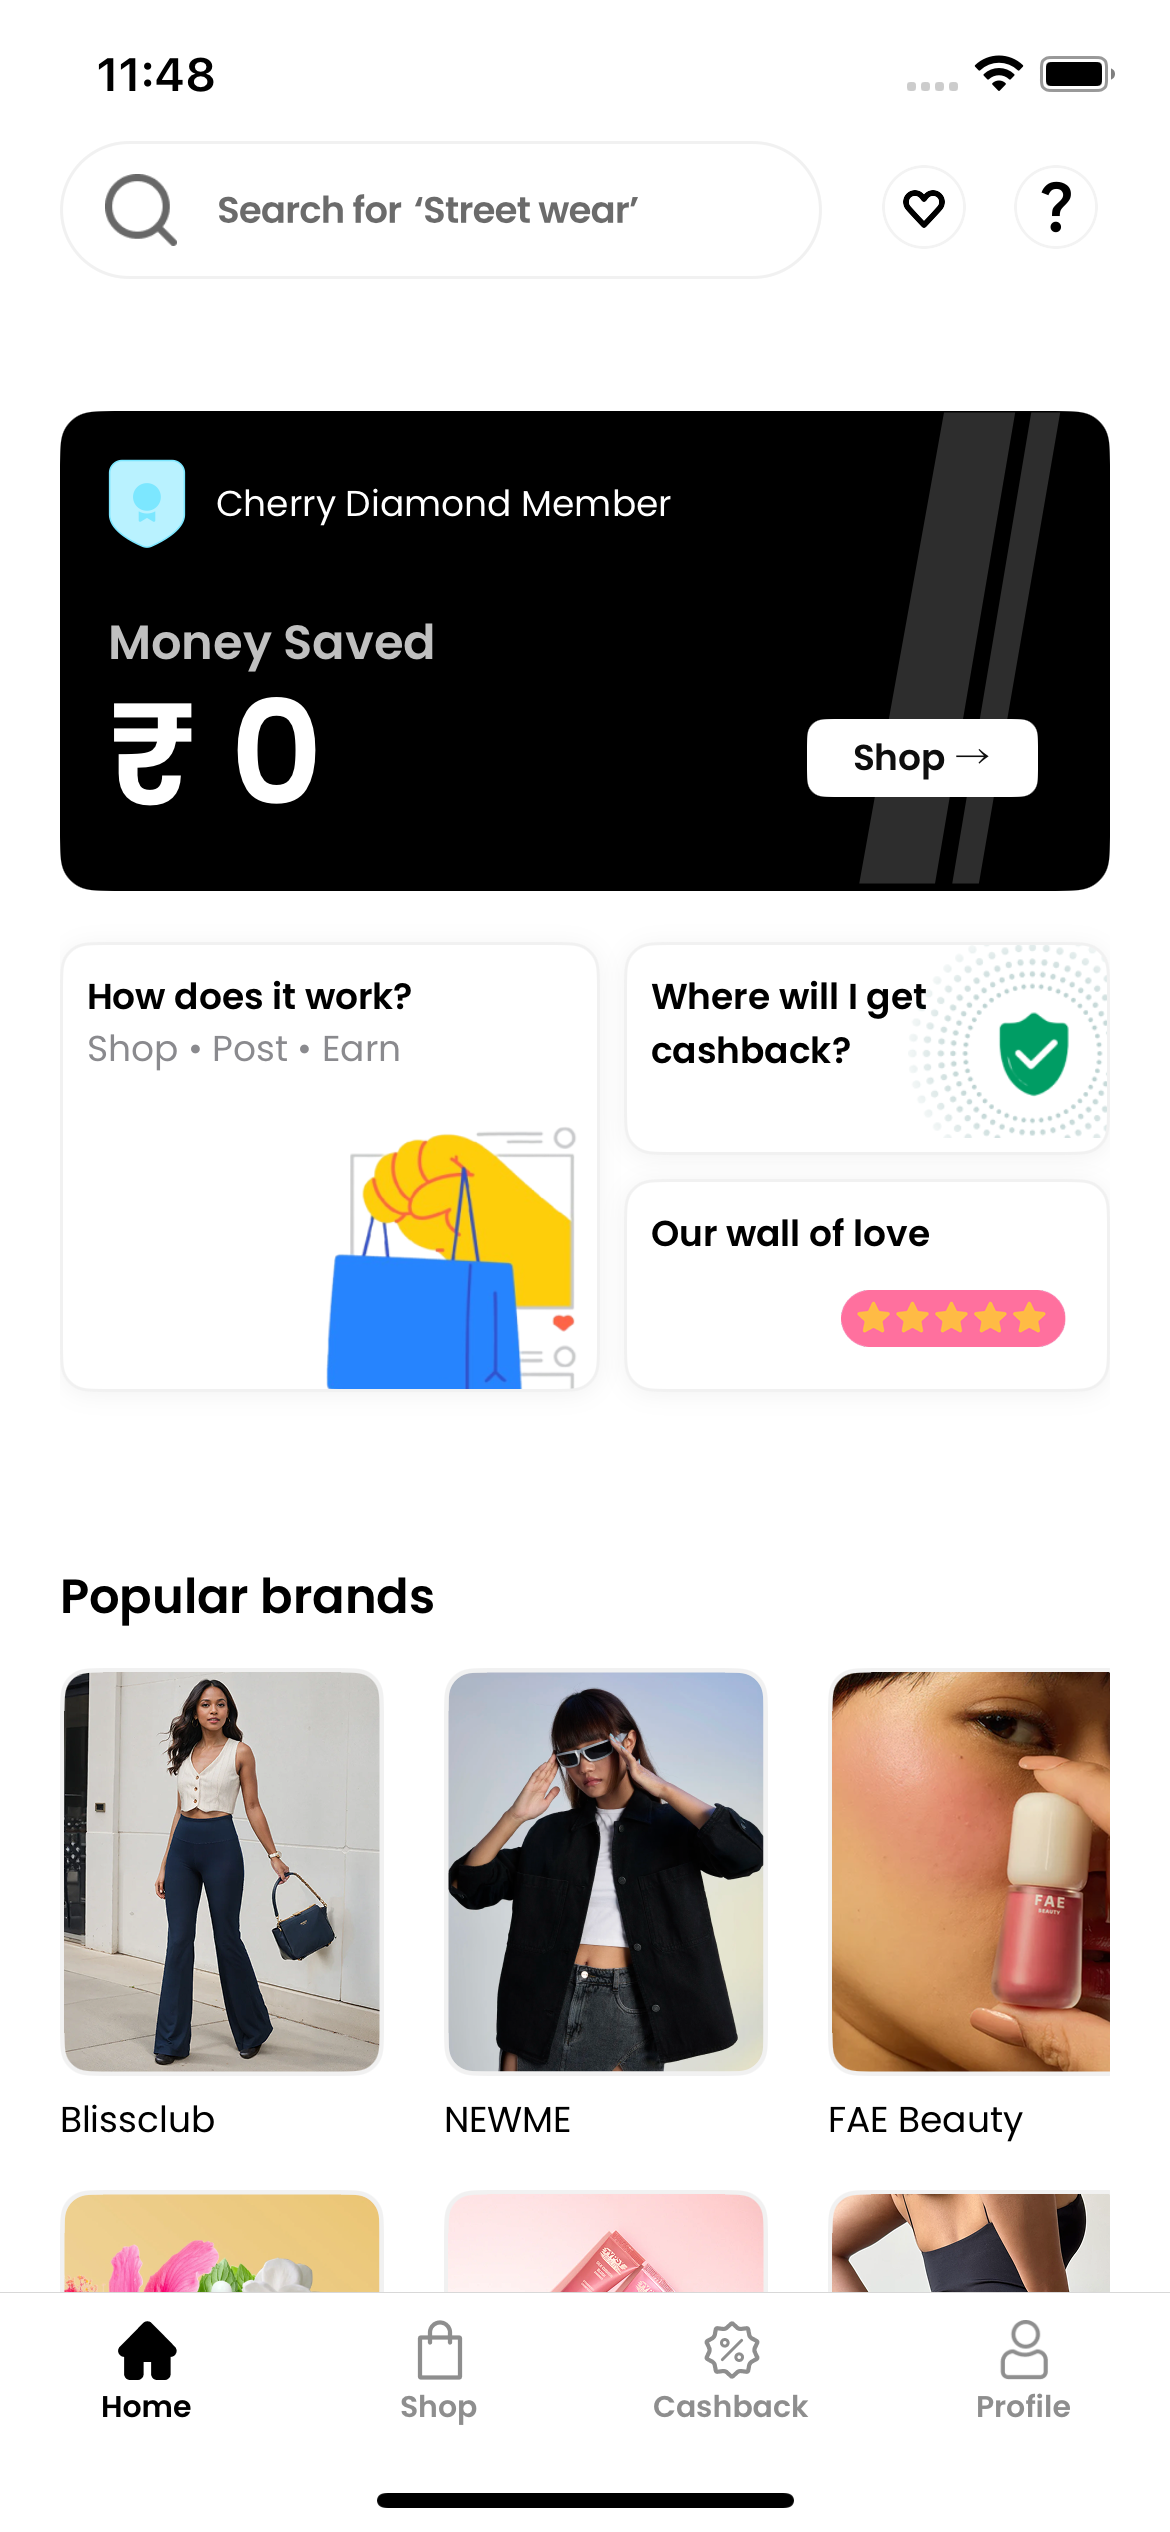 11:48
Search for ‘Street wear’
?
Cherry Diamond Member
Money Saved
₹ 0
Shop →
How does it work?
Shop • Post • Earn
Where will I get
cashback?
Our wall of love
Popular brands
FAE
BEAUTY
Blissclub
NEWME
FAE Beauty
Home
Shop
Cashback
Profile